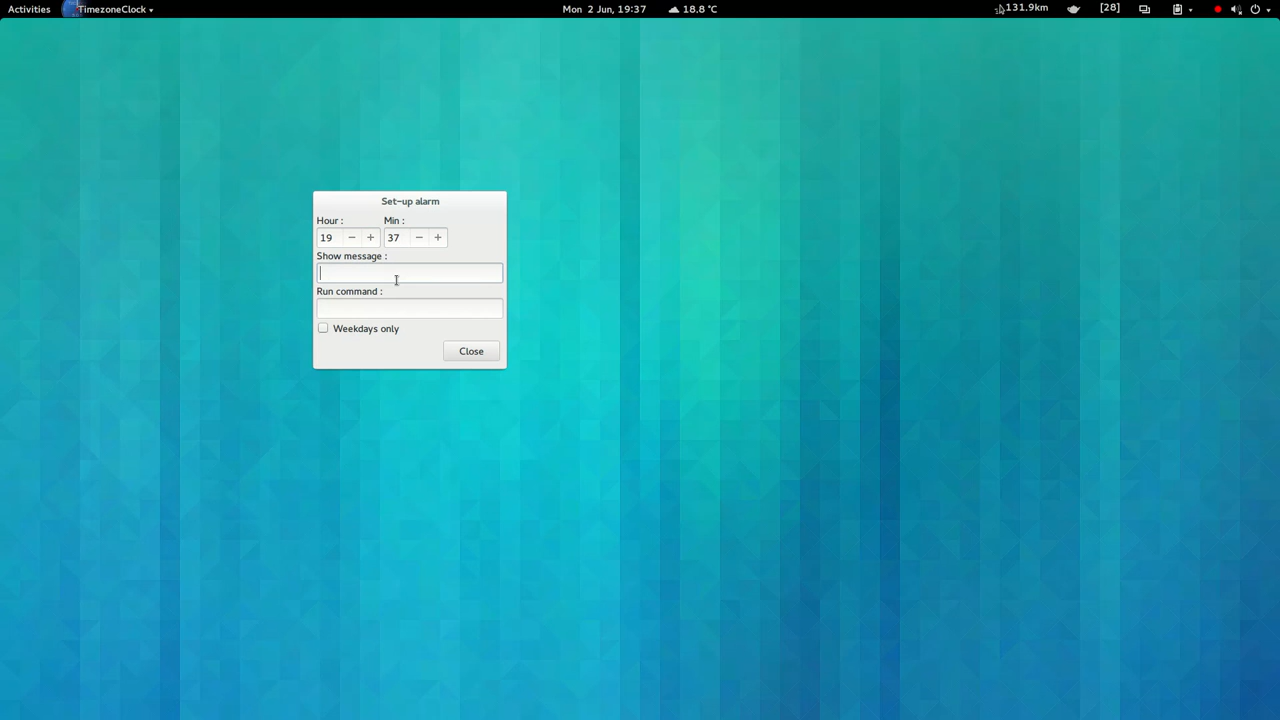 Activities TimezoneClock Mon 2 Jun, 19:37 18.8 °C 131.9km [28]
Set-up alarm
Hour : Min :
19 − + 37 − +
Show message :
Run command :
Weekdays only
Close